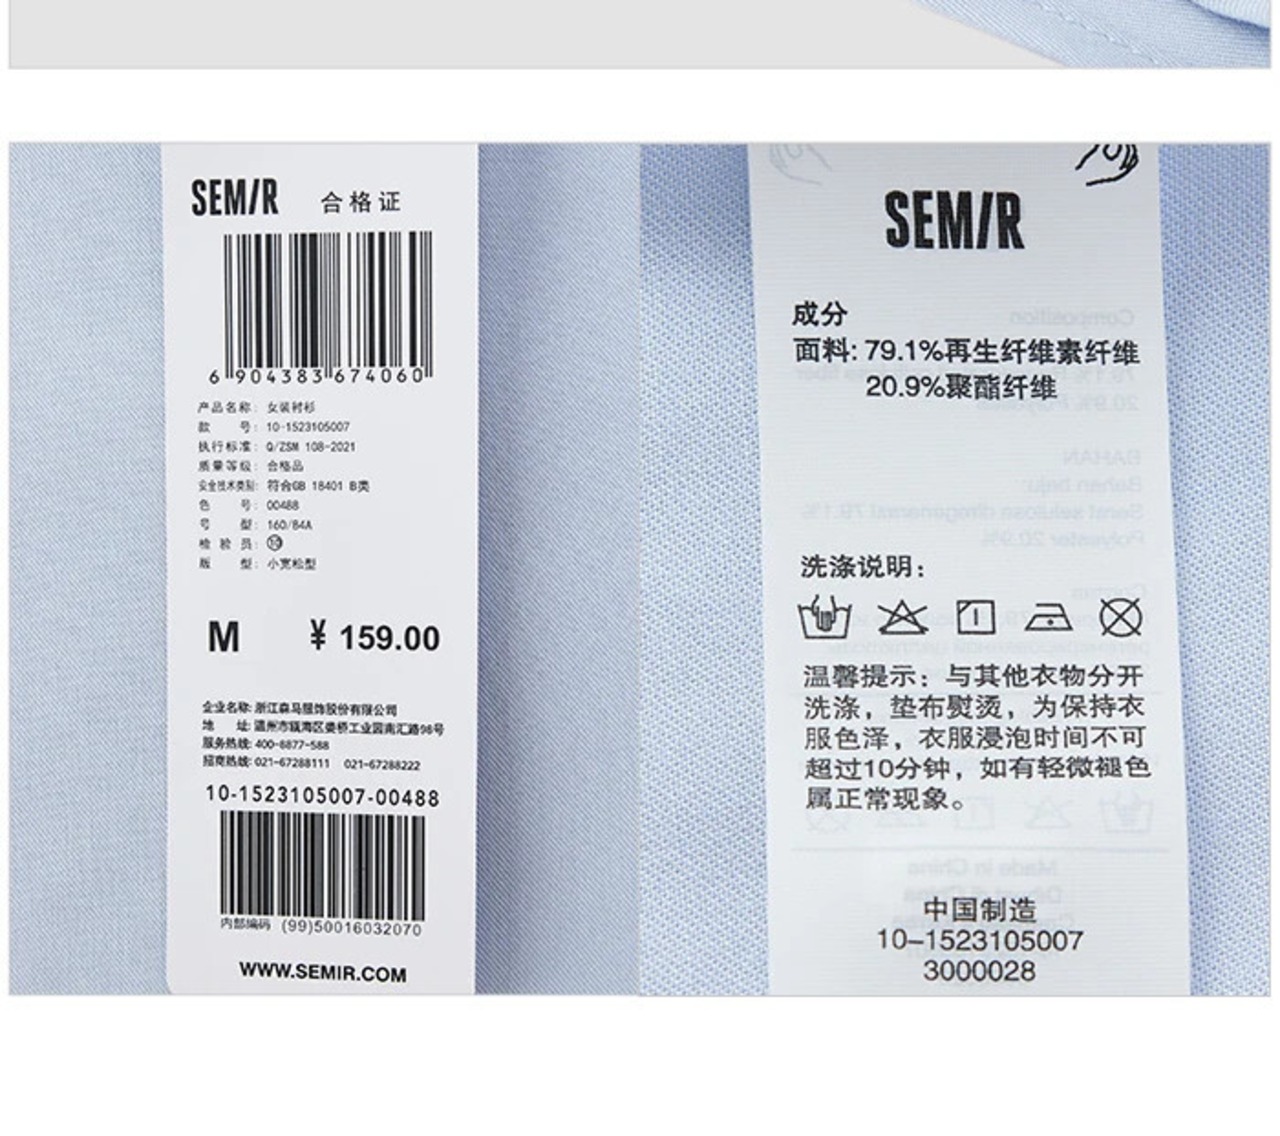 SEMIR 合格证
6 904383 674060
产品名称: 女装衬衫
款 号: 10-1523105007
执行标准: Q/ZSM 108-2021
质量等级: 合格品
安全技术类别: 符合GB 18401 B类
色 号: 00488
号 型: 160/84A
检 验 员:
版 型: 小宽松型
M ¥ 159.00
企业名称: 浙江森马服饰股份有限公司
地 址: 温州市瓯海区娄桥工业园南汇路98号
服务热线: 400-8877-588
招商热线: 021-67288111 021-67288222
10-1523105007-00488
内部编码 (99)50016032070
WWW.SEMIR.COM
SEMIR
成分
面料: 79.1%再生纤维素纤维
20.9%聚酯纤维
洗涤说明:
温馨提示: 与其他衣物分开
洗涤, 垫布熨烫, 为保持衣
服色泽, 衣服浸泡时间不可
超过10分钟, 如有轻微褪色
属正常现象。
中国制造
10-1523105007
3000028